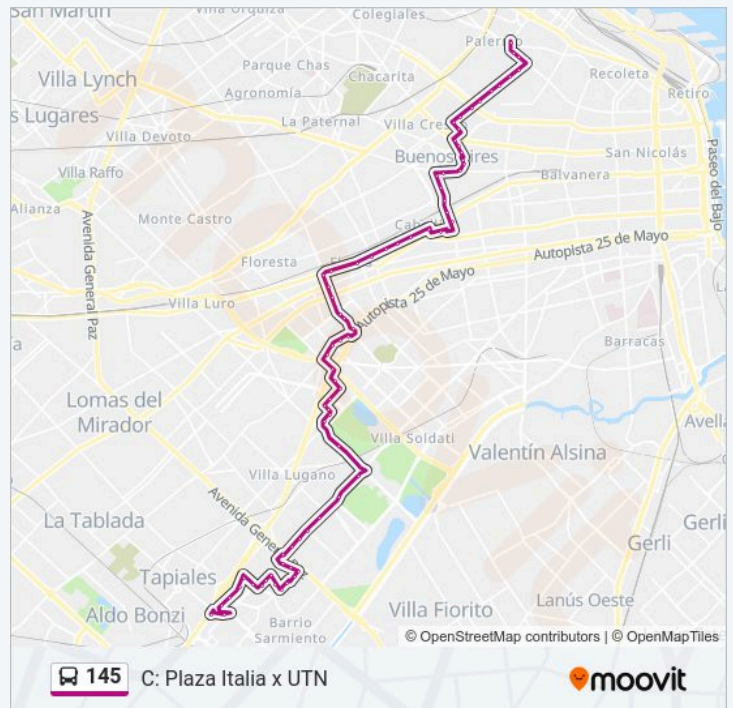 San Martín
Villa Urquiza
Colegiales
Palermo
Villa Lynch
Parque Chas
Chacarita
Recoleta
Agronomía
Retiro
s Lugares
La Paternal
Villa Crespo
Villa Devoto
Buenos Aires
San Nicolás
Paseo del Bajo
Villa Raffo
Balvanera
Alianza
Avenida General Paz
Monte Castro
Autopista 25 de Mayo
Floresta
Villa Luro
Autopista 25 de Mayo
Barracas
Lomas del
Mirador
Avella
Villa Soldati
Valentín Alsina
Villa Lugano
Avenida General Paz
La Tablada
Gerli
Gerli
Tapiales
Aldo Bonzi
Villa Fiorito
Lanús Oeste
Barrio
Sarmiento
© OpenStreetMap contributors | © OpenMapTiles
145 C: Plaza Italia x UTN
moovit